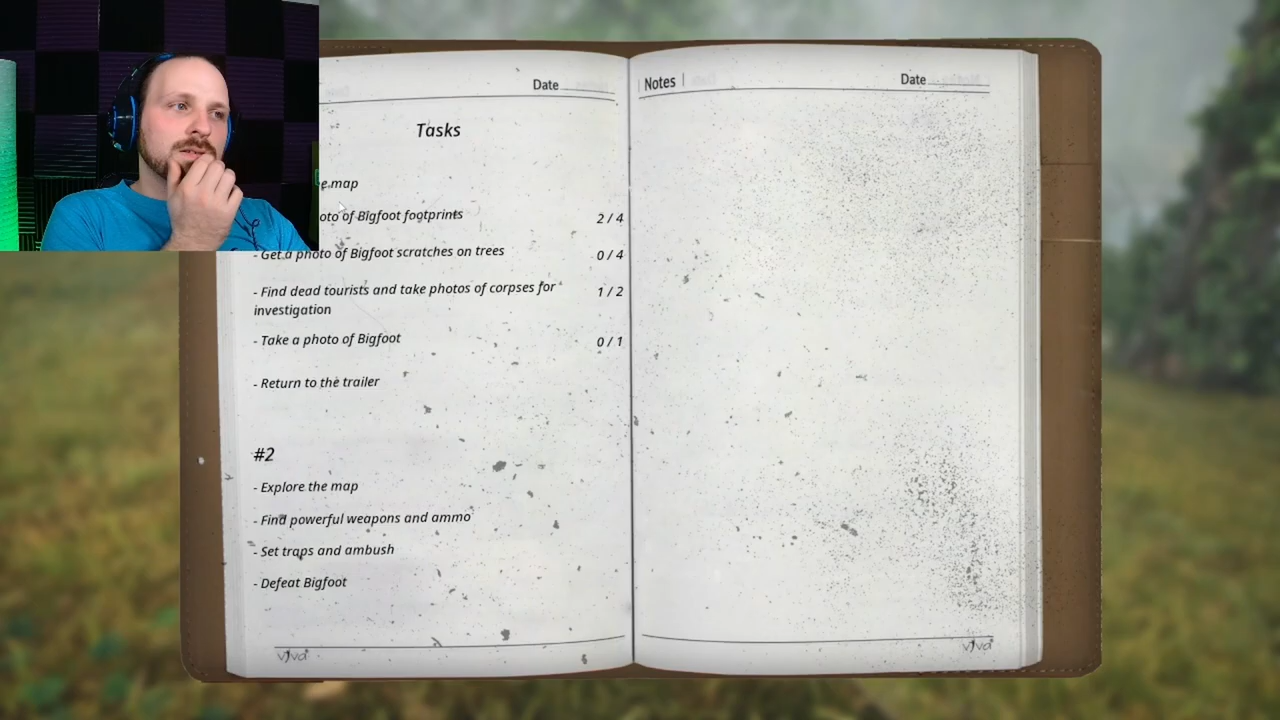 Date
Notes
Date
Tasks
e map
oto of Bigfoot footprints 2 / 4
- Get a photo of Bigfoot scratches on trees 0 / 4
- Find dead tourists and take photos of corpses for 1 / 2
investigation
- Take a photo of Bigfoot 0 / 1
- Return to the trailer
#2
- Explore the map
- Find powerful weapons and ammo
- Set traps and ambush
- Defeat Bigfoot
viva
viva